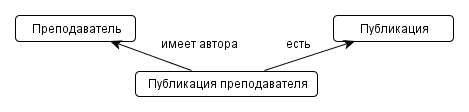 Преподаватель
Публикация
имеет автора
есть
Публикация преподавателя